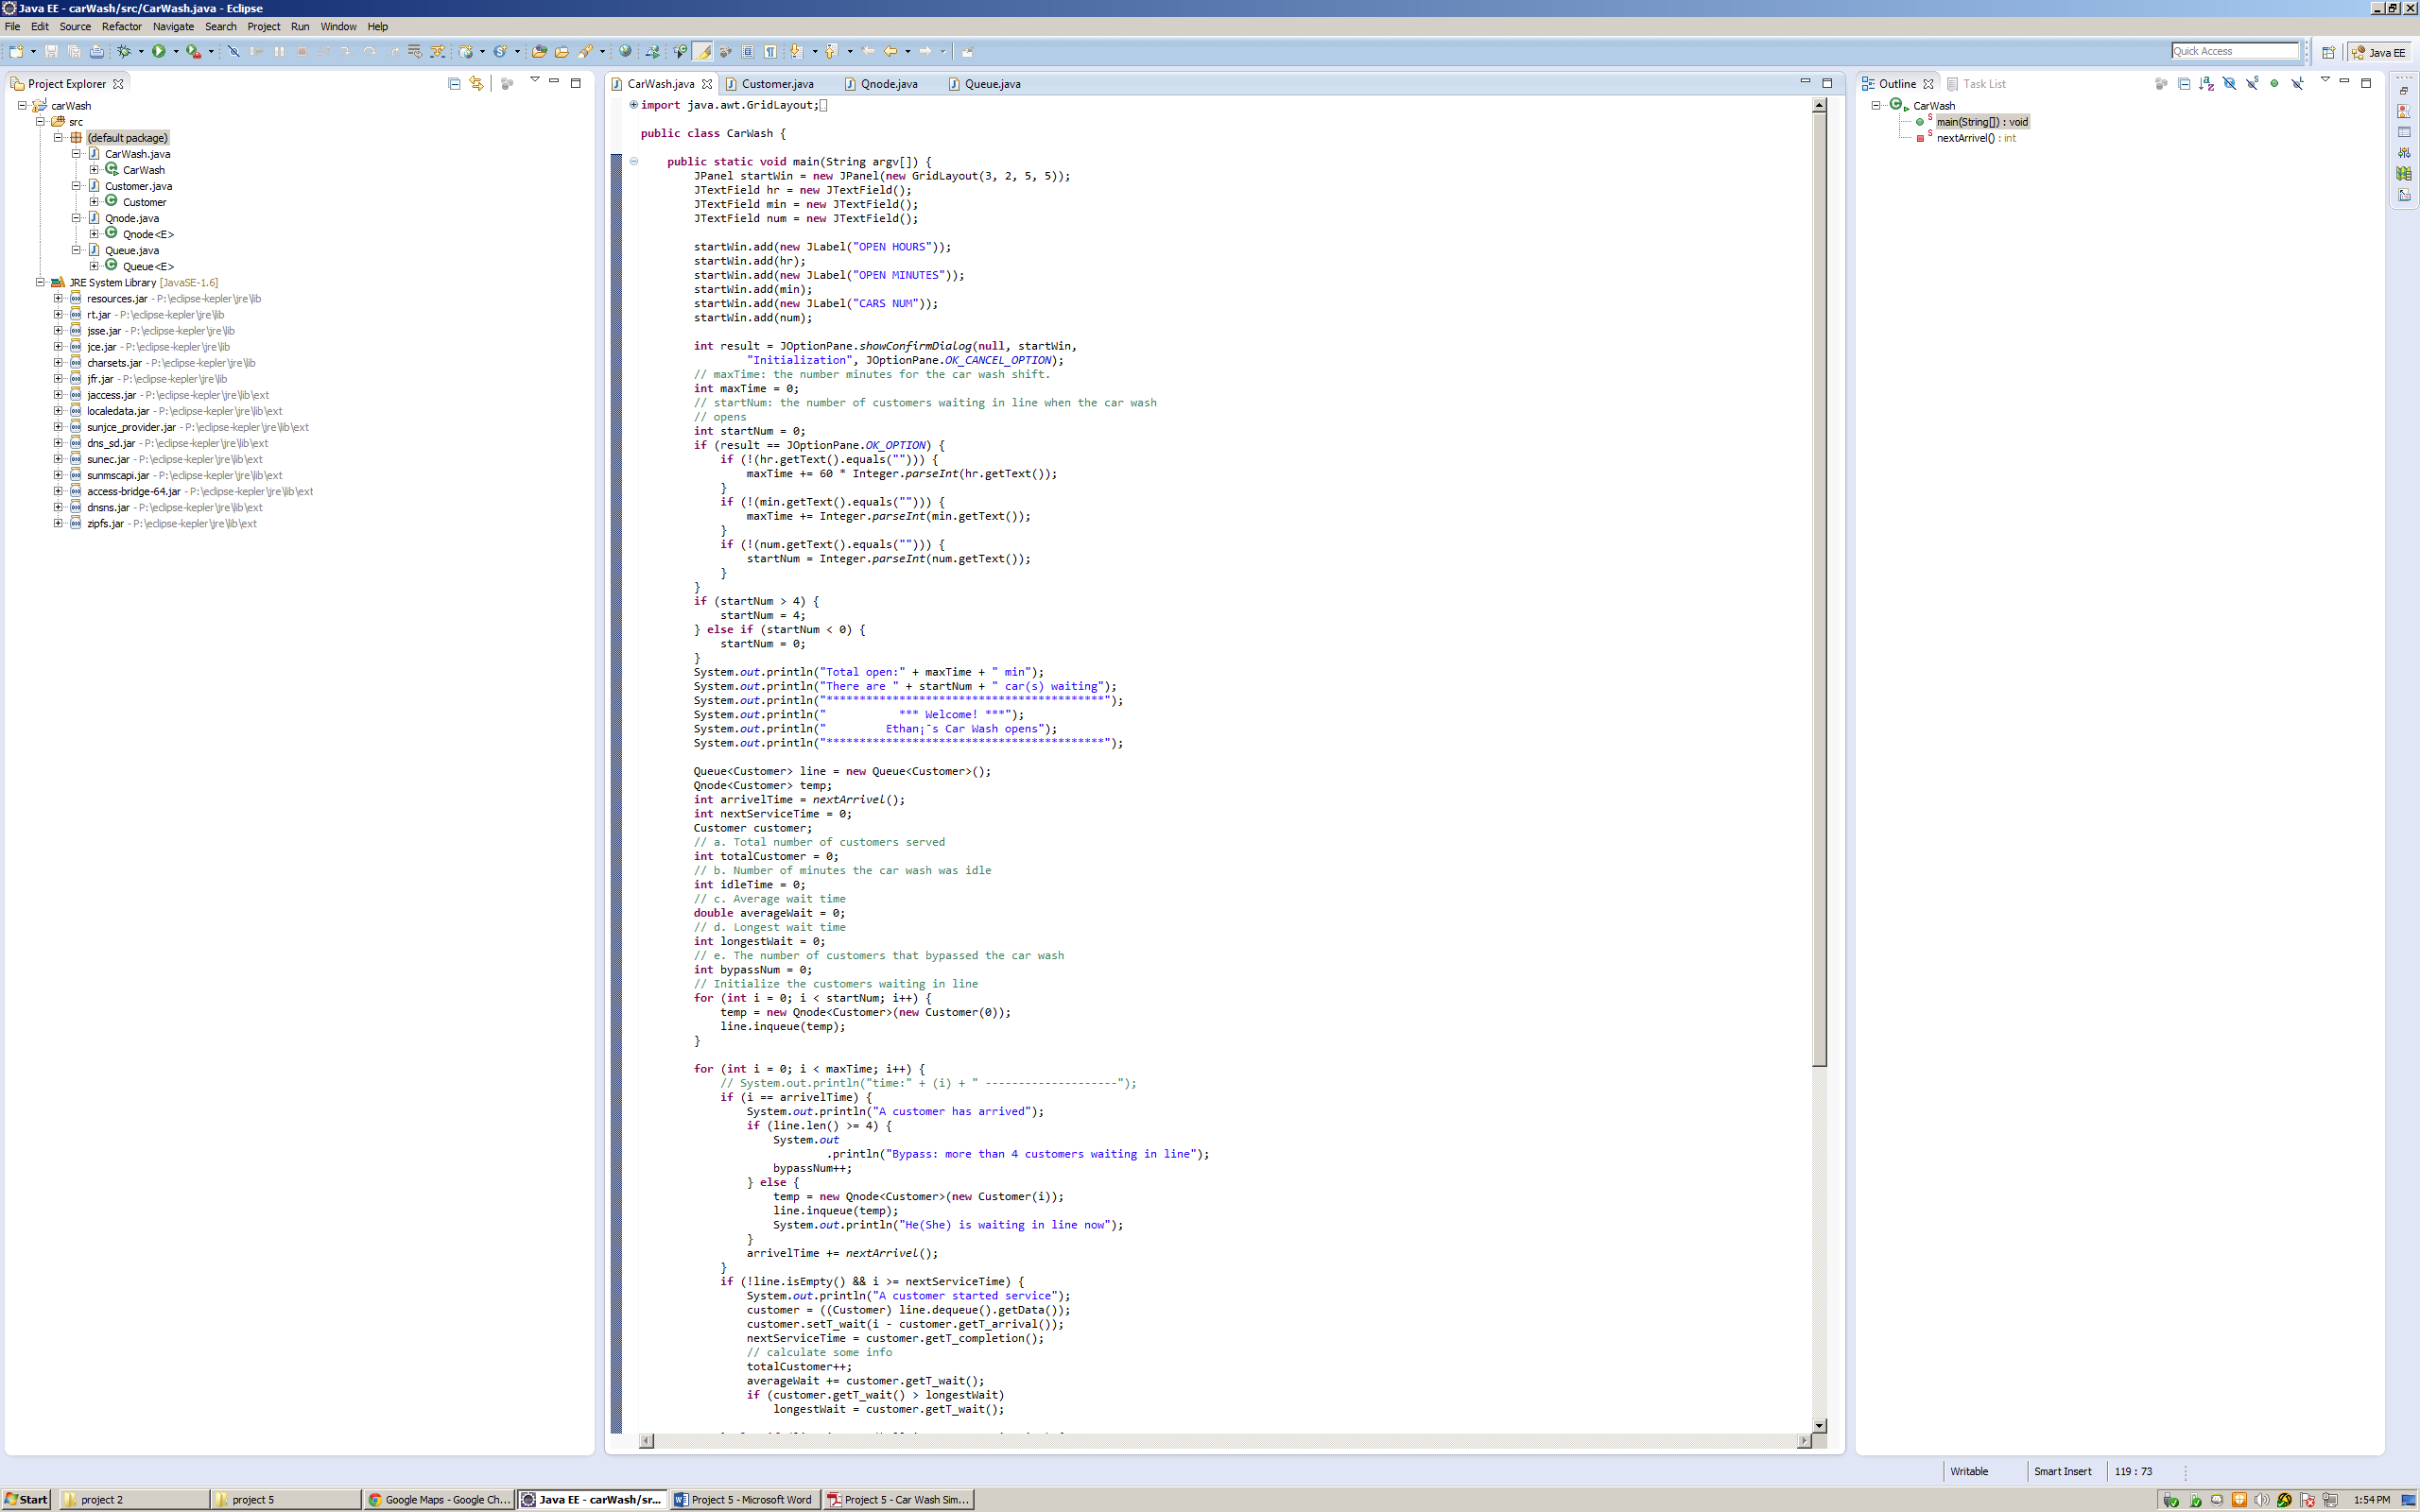 Java EE - carWash/src/CarWash.java - Eclipse
File Edit Source Refactor Navigate Search Project Run Window Help
Quick Access
Java EE
Project Explorer
carWash
src
(default package)
CarWash.java
CarWash
Customer.java
Customer
Qnode.java
Qnode<E>
Queue.java
Queue<E>
JRE System Library [JavaSE-1.6]
resources.jar - P:\eclipse-kepler\jre\lib
rt.jar - P:\eclipse-kepler\jre\lib
jsse.jar - P:\eclipse-kepler\jre\lib
jce.jar - P:\eclipse-kepler\jre\lib
charsets.jar - P:\eclipse-kepler\jre\lib
jfr.jar - P:\eclipse-kepler\jre\lib
jaccess.jar - P:\eclipse-kepler\jre\lib\ext
localedata.jar - P:\eclipse-kepler\jre\lib\ext
sunjce_provider.jar - P:\eclipse-kepler\jre\lib\ext
dns_sd.jar - P:\eclipse-kepler\jre\lib\ext
sunec.jar - P:\eclipse-kepler\jre\lib\ext
sunmscapi.jar - P:\eclipse-kepler\jre\lib\ext
access-bridge-64.jar - P:\eclipse-kepler\jre\lib\ext
dnsns.jar - P:\eclipse-kepler\jre\lib\ext
zipfs.jar - P:\eclipse-kepler\jre\lib\ext
CarWash.java Customer.java Qnode.java Queue.java
import java.awt.GridLayout;
public class CarWash {
public static void main(String argv[]) {
JPanel startWin = new JPanel(new GridLayout(3, 2, 5, 5));
JTextField hr = new JTextField();
JTextField min = new JTextField();
JTextField num = new JTextField();
startWin.add(new JLabel("OPEN HOURS"));
startWin.add(hr);
startWin.add(new JLabel("OPEN MINUTES"));
startWin.add(min);
startWin.add(new JLabel("CARS NUM"));
startWin.add(num);
int result = JOptionPane.showConfirmDialog(null, startWin,
"Initialization", JOptionPane.OK_CANCEL_OPTION);
// maxTime: the number minutes for the car wash shift.
int maxTime = 0;
// startNum: the number of customers waiting in line when the car wash
// opens
int startNum = 0;
if (result == JOptionPane.OK_OPTION) {
if (!(hr.getText().equals(""))) {
maxTime += 60 * Integer.parseInt(hr.getText());
}
if (!(min.getText().equals(""))) {
maxTime += Integer.parseInt(min.getText());
}
if (!(num.getText().equals(""))) {
startNum = Integer.parseInt(num.getText());
}
}
if (startNum > 4) {
startNum = 4;
} else if (startNum < 0) {
startNum = 0;
}
System.out.println("Total open:" + maxTime + " min");
System.out.println("There are " + startNum + " car(s) waiting");
System.out.println("******************************************");
System.out.println("           *** Welcome! ***");
System.out.println("         Ethan¡¯s Car Wash opens");
System.out.println("******************************************");
Queue<Customer> line = new Queue<Customer>();
Qnode<Customer> temp;
int arrivelTime = nextArrivel();
int nextServiceTime = 0;
Customer customer;
// a. Total number of customers served
int totalCustomer = 0;
// b. Number of minutes the car wash was idle
int idleTime = 0;
// c. Average wait time
double averageWait = 0;
// d. Longest wait time
int longestWait = 0;
// e. The number of customers that bypassed the car wash
int bypassNum = 0;
// Initialize the customers waiting in line
for (int i = 0; i < startNum; i++) {
temp = new Qnode<Customer>(new Customer(0));
line.inqueue(temp);
}
for (int i = 0; i < maxTime; i++) {
// System.out.println("time:" + (i) + " --------------------");
if (i == arrivelTime) {
System.out.println("A customer has arrived");
if (line.len() >= 4) {
System.out
.println("Bypass: more than 4 customers waiting in line");
bypassNum++;
} else {
temp = new Qnode<Customer>(new Customer(i));
line.inqueue(temp);
System.out.println("He(She) is waiting in line now");
}
arrivelTime += nextArrivel();
}
if (!line.isEmpty() && i >= nextServiceTime) {
System.out.println("A customer started service");
customer = ((Customer) line.dequeue().getData());
customer.setT_wait(i - customer.getT_arrival());
nextServiceTime = customer.getT_completion();
// calculate some info
totalCustomer++;
averageWait += customer.getT_wait();
if (customer.getT_wait() > longestWait)
longestWait = customer.getT_wait();
Outline Task List
CarWash
main(String[]) : void
nextArrivel() : int
Writable Smart Insert 119 : 73
Start project 2 project 5 Google Maps - Google Ch... Java EE - carWash/sr... Project 5 - Microsoft Word Project 5 - Car Wash Sim... 1:54 PM